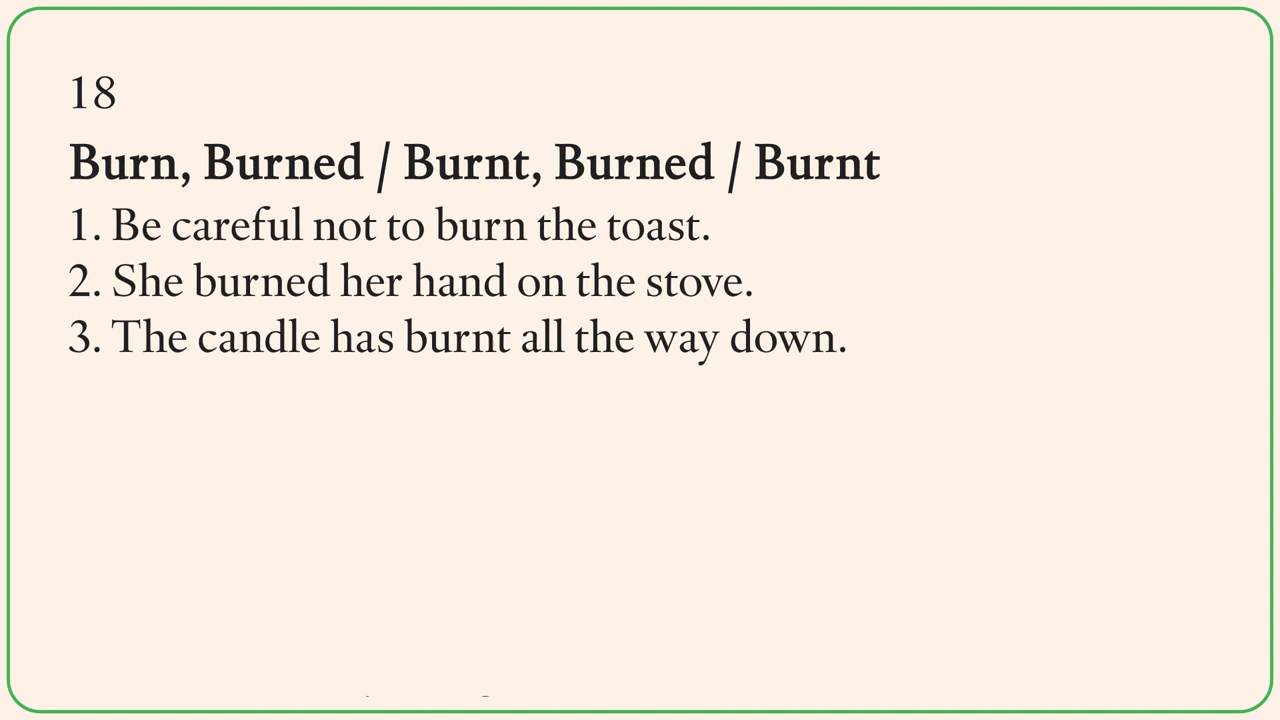 18
Burn, Burned / Burnt, Burned / Burnt
1. Be careful not to burn the toast.
2. She burned her hand on the stove.
3. The candle has burnt all the way down.